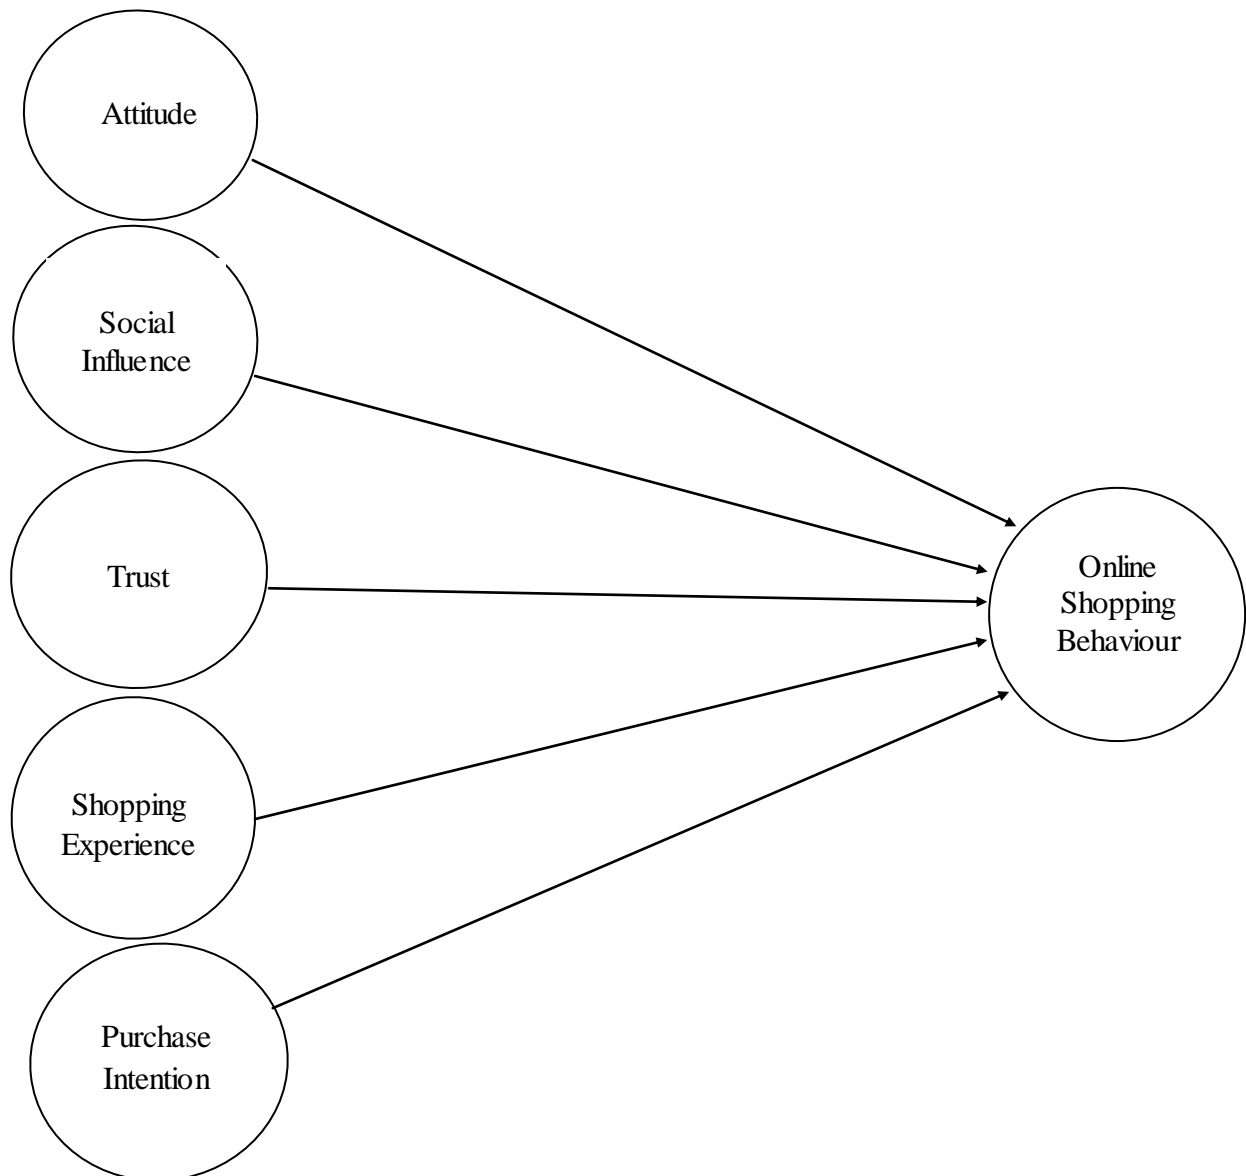 Attitude
Social
Influence
Trust
Shopping
Experience
Purchase
Intention
Online
Shopping
Behaviour